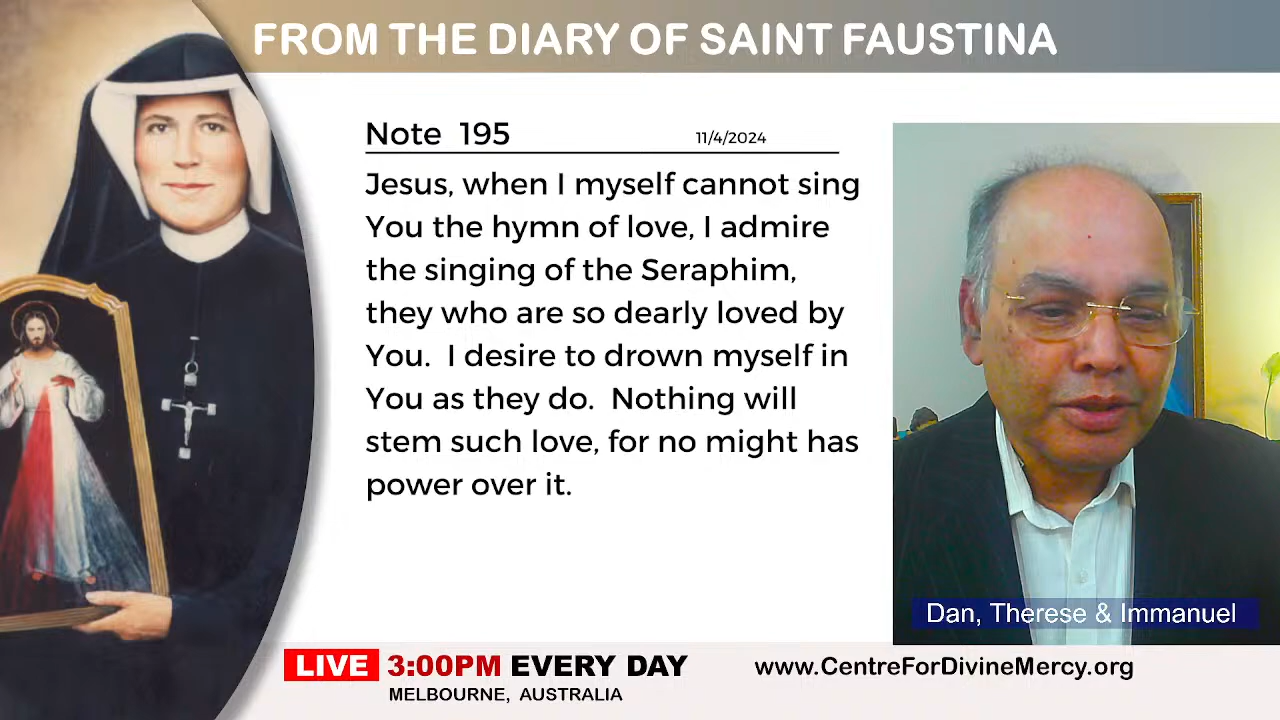 FROM THE DIARY OF SAINT FAUSTINA
Note 195
11/4/2024
Jesus, when I myself cannot sing
You the hymn of love, I admire
the singing of the Seraphim,
they who are so dearly loved by
You. I desire to drown myself in
You as they do. Nothing will
stem such love, for no might has
power over it.
Dan, Therese & Immanuel
LIVE 3:00PM EVERY DAY
MELBOURNE, AUSTRALIA
www.CentreForDivineMercy.org